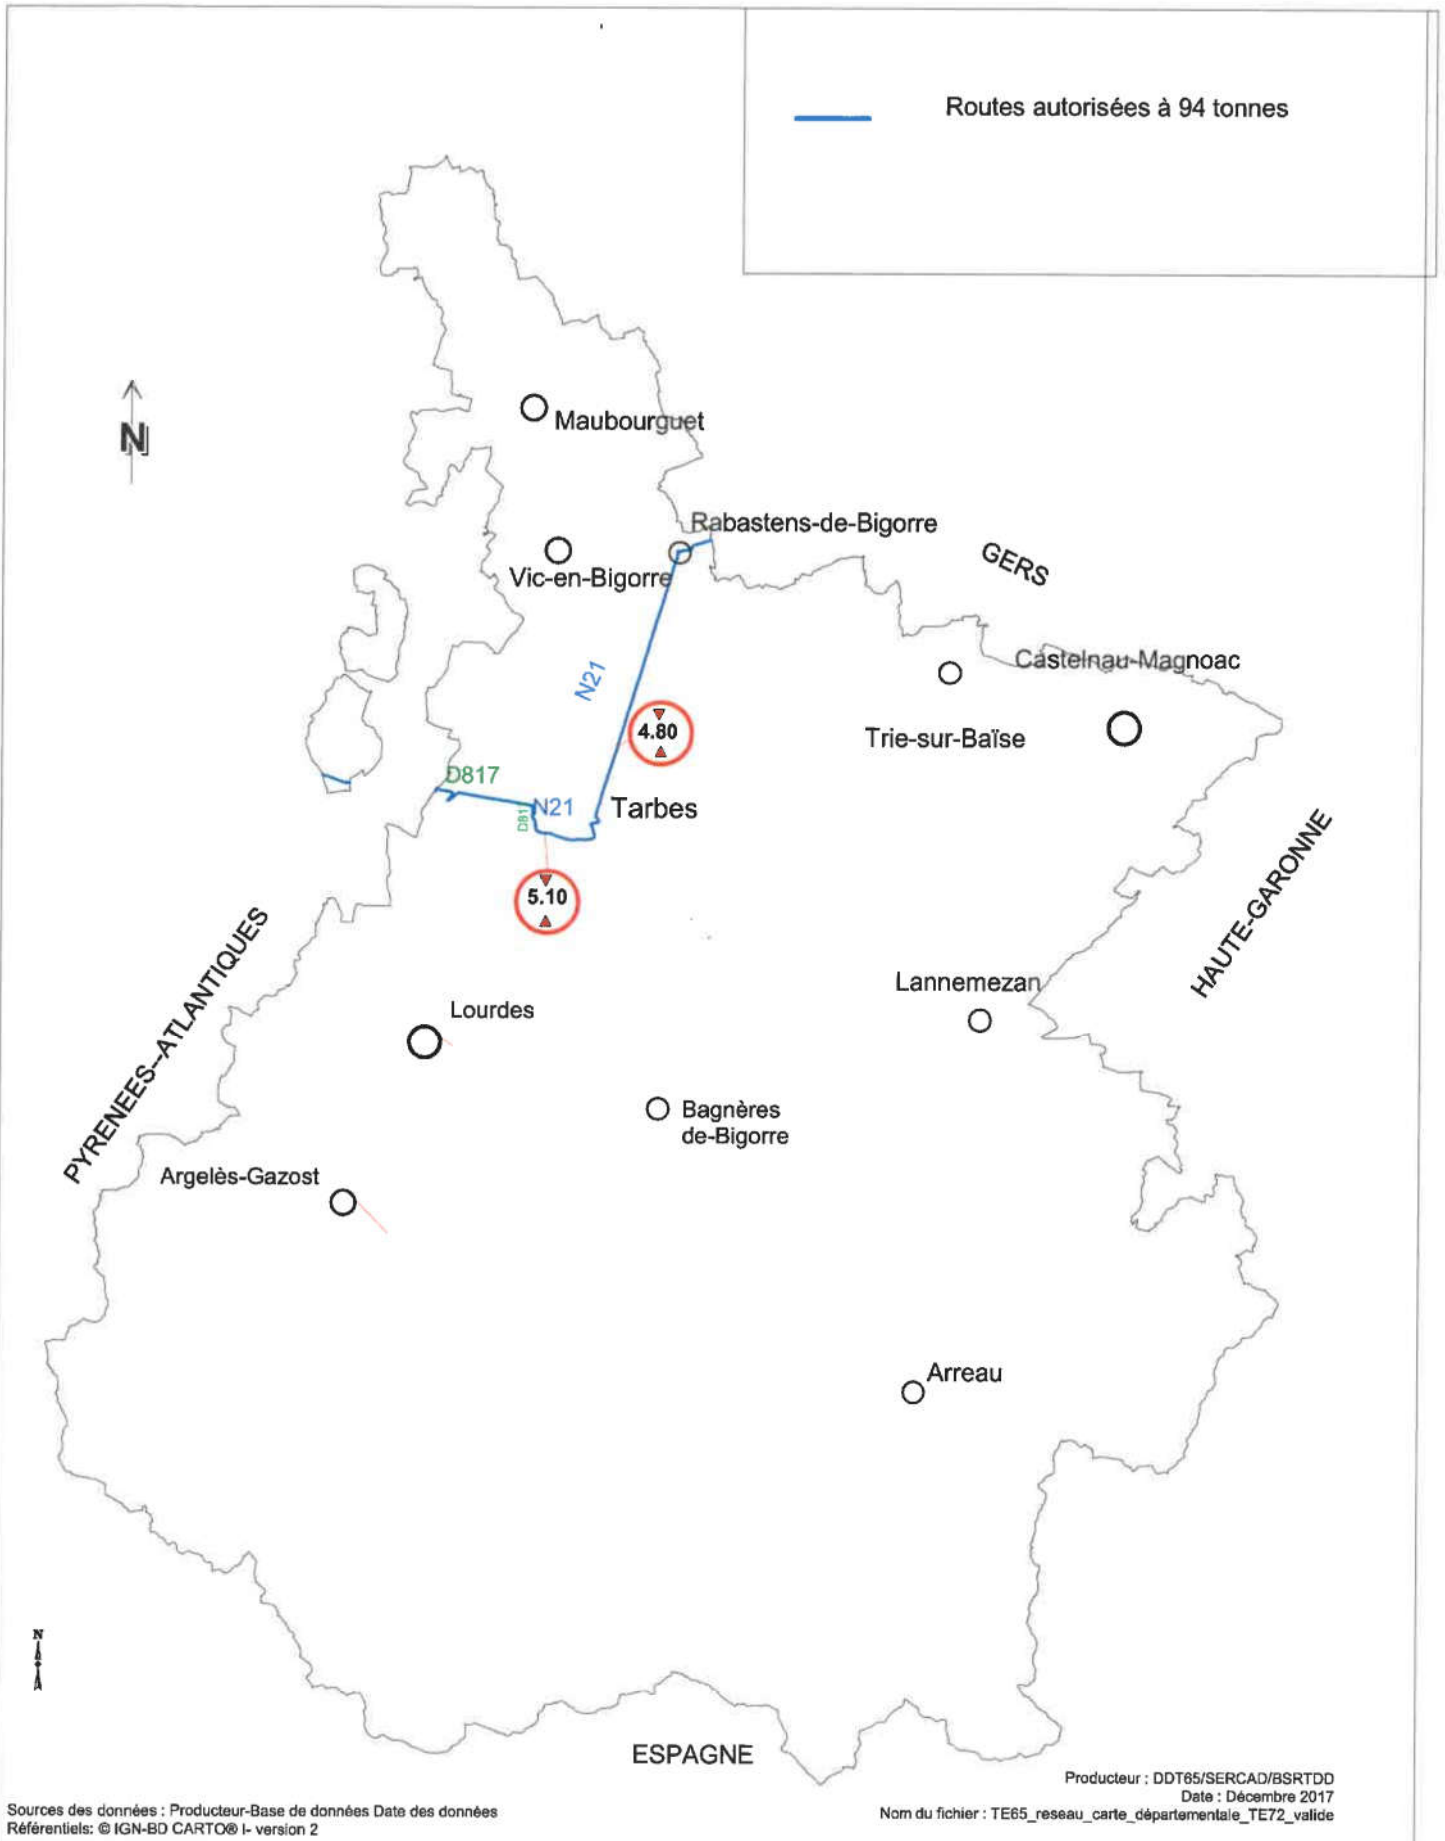 Routes autorisées à 94 tonnes
N
Maubourguet
Rabastens-de-Bigorre
GERS
Vic-en-Bigorre
Castelnau-Magnoac
N21
4.80
Trie-sur-Baïse
D817
N21
Tarbes
D81
5.10
HAUTE-GARONNE
PYRENEES--ATLANTIQUES
Lannemezan
Lourdes
Bagnères
de-Bigorre
Argelès-Gazost
Arreau
N
ESPAGNE
Producteur : DDT65/SERCAD/BSRTDD
Date : Décembre 2017
Nom du fichier : TE65_reseau_carte_départementale_TE72_valide
Sources des données : Producteur-Base de données Date des données
Référentiels: © IGN-BD CARTO® I- version 2